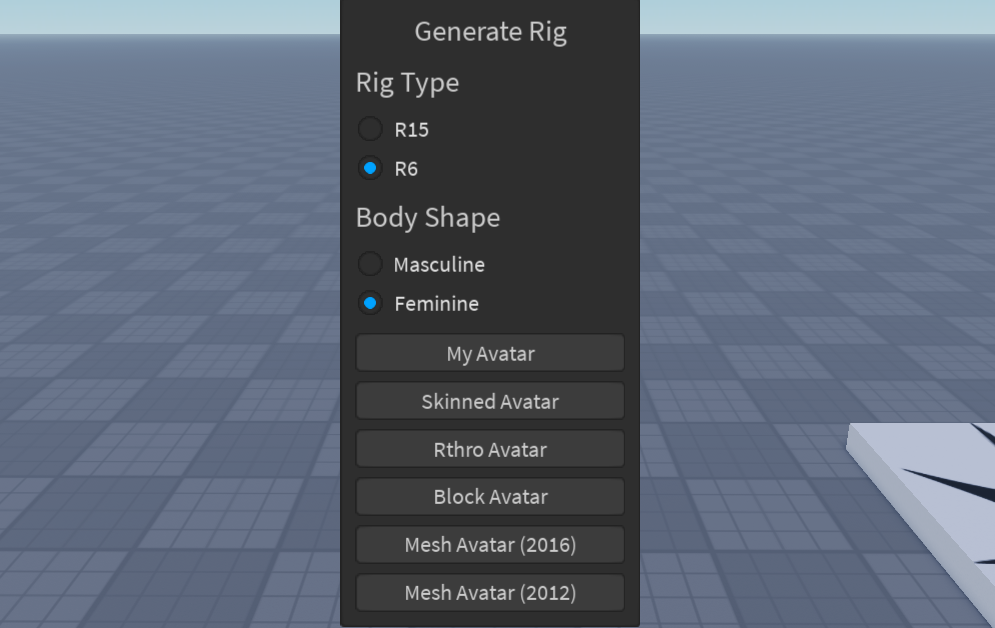 Generate Rig
Rig Type
R15
R6
Body Shape
Masculine
Feminine
My Avatar
Skinned Avatar
Rthro Avatar
Block Avatar
Mesh Avatar (2016)
Mesh Avatar (2012)